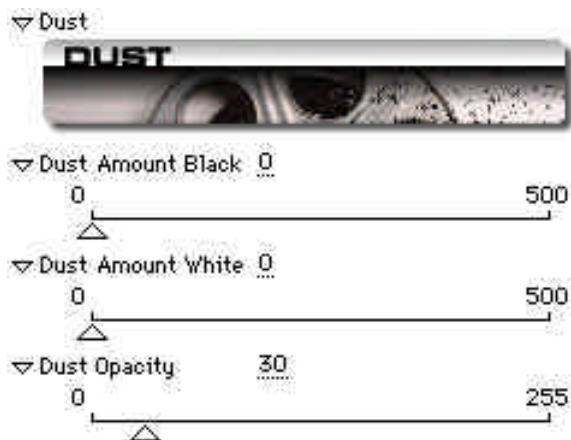 Dust
DUST
Dust Amount Black 0
0 500
Dust Amount White 0
0 500
Dust Opacity 30
0 255